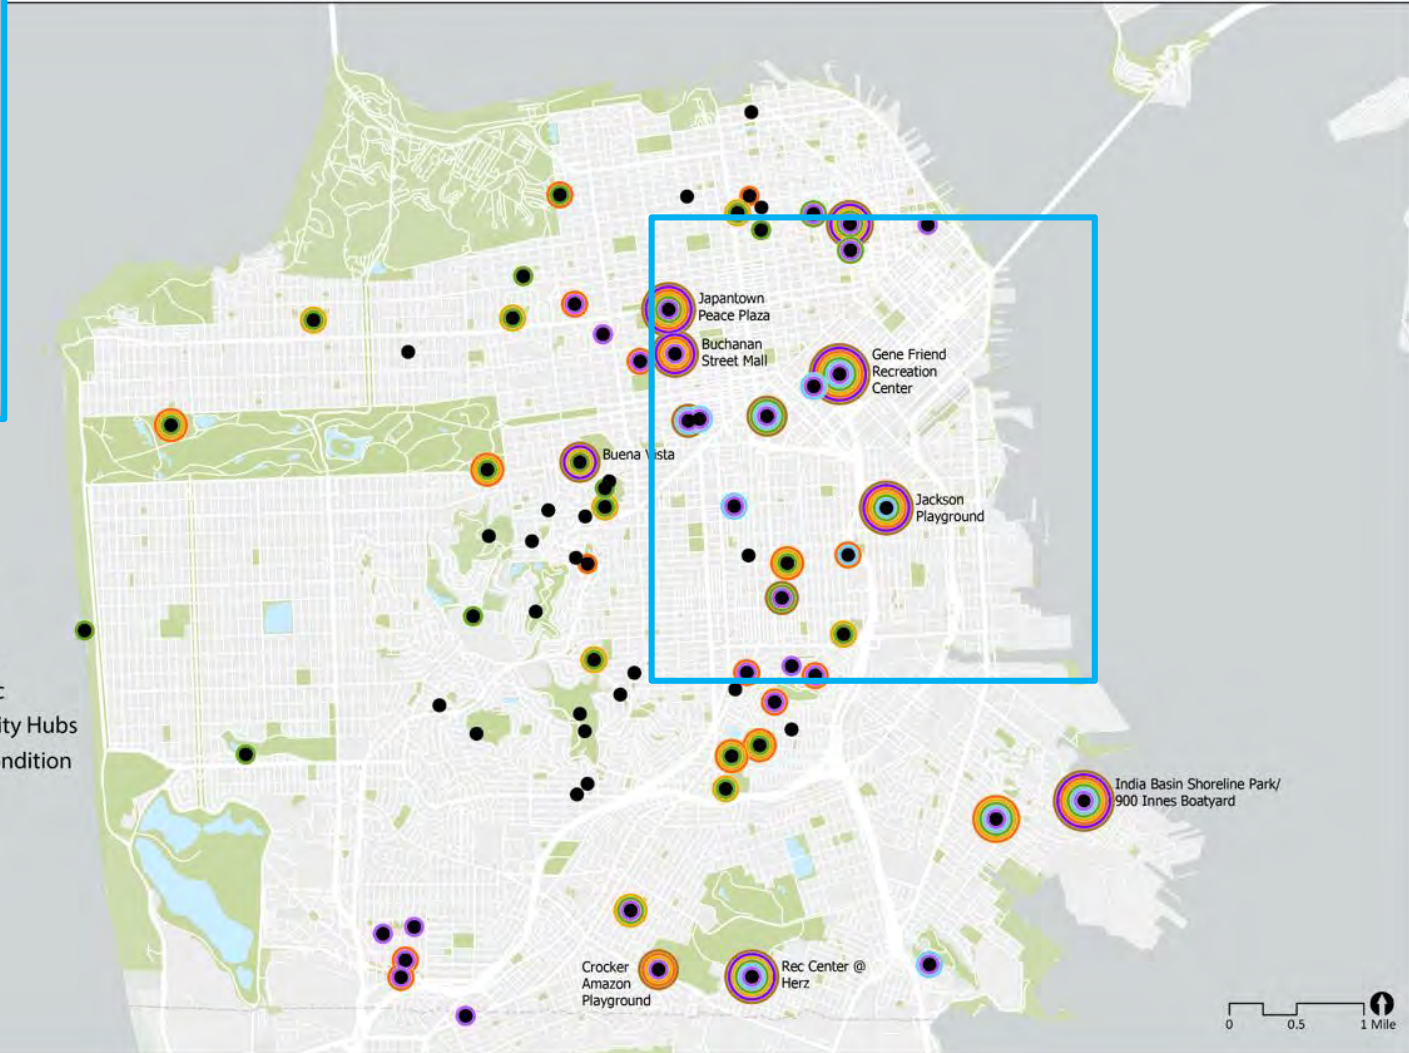 Japantown
Peace Plaza
Buchanan
Street Mall
Gene Friend
Recreation
Center
Buena Vista
Jackson
Playground
ity Hubs
ndition
India Basin Shoreline Park/
900 Innes Boatyard
Crocker
Amazon
Playground
Rec Center @
Herz
0 0.5 1 Mile